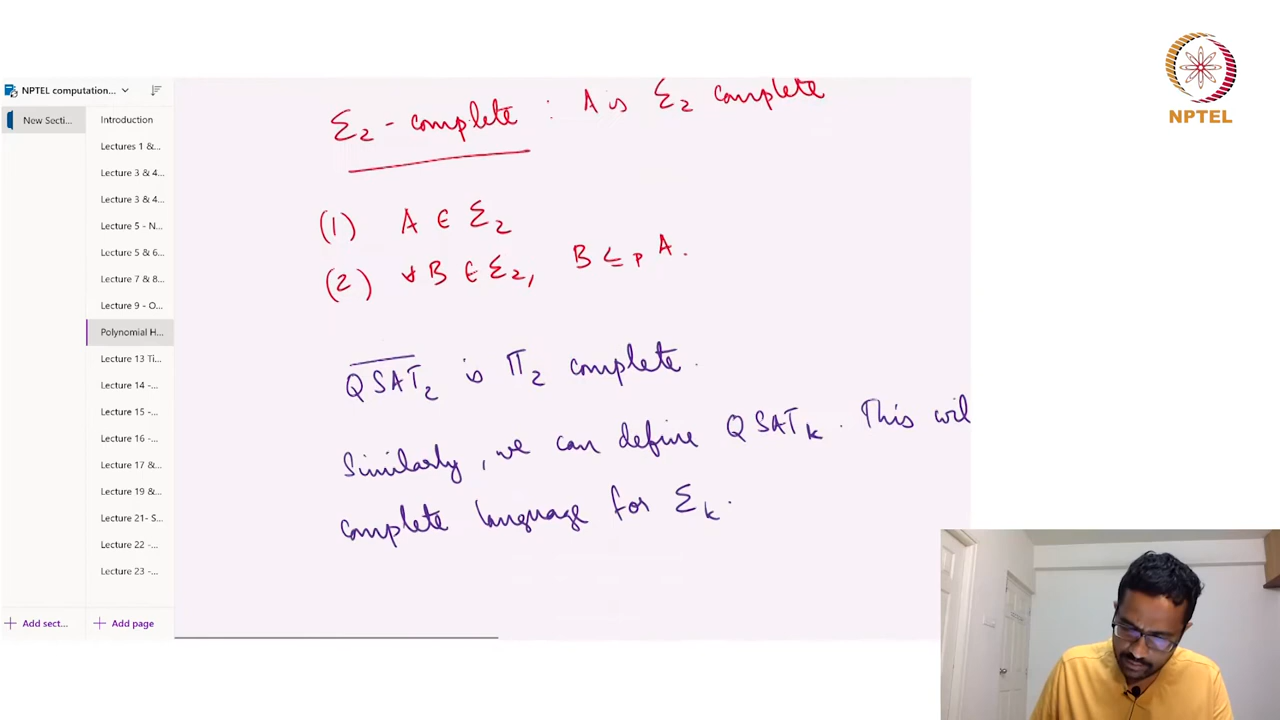 NPTEL computation...
New Secti...
Introduction
Lectures 1 &...
Lecture 3 & 4...
Lecture 3 & 4...
Lecture 5 - N...
Lecture 5 & 6...
Lecture 7 & 8...
Lecture 9 - O...
Polynomial H...
Lecture 13 Ti...
Lecture 14 -...
Lecture 15 -...
Lecture 16 -...
Lecture 17 &...
Lecture 19 &...
Lecture 21- S...
Lecture 22 -...
Lecture 23 -...
+ Add sect...
+ Add page
Σ₂ - complete : A is Σ₂ complete
(1) A ∈ Σ₂
(2) ∀ B ∈ Σ₂, B ≤ₚ A.
\overline{QSAT₂} is Π₂ complete.
Similarly, we can define QSATₖ. This wil
complete language for Σₖ.
NPTEL